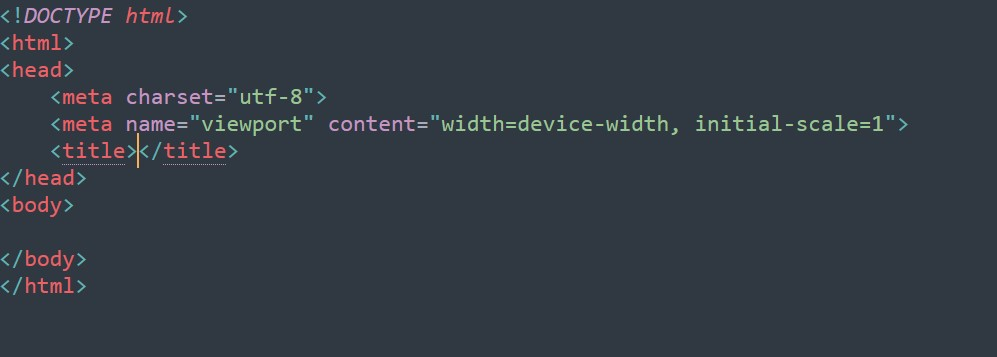 <!DOCTYPE html>
<html>
<head>
    <meta charset="utf-8">
    <meta name="viewport" content="width=device-width, initial-scale=1">
    <title></title>
</head>
<body>

</body>
</html>